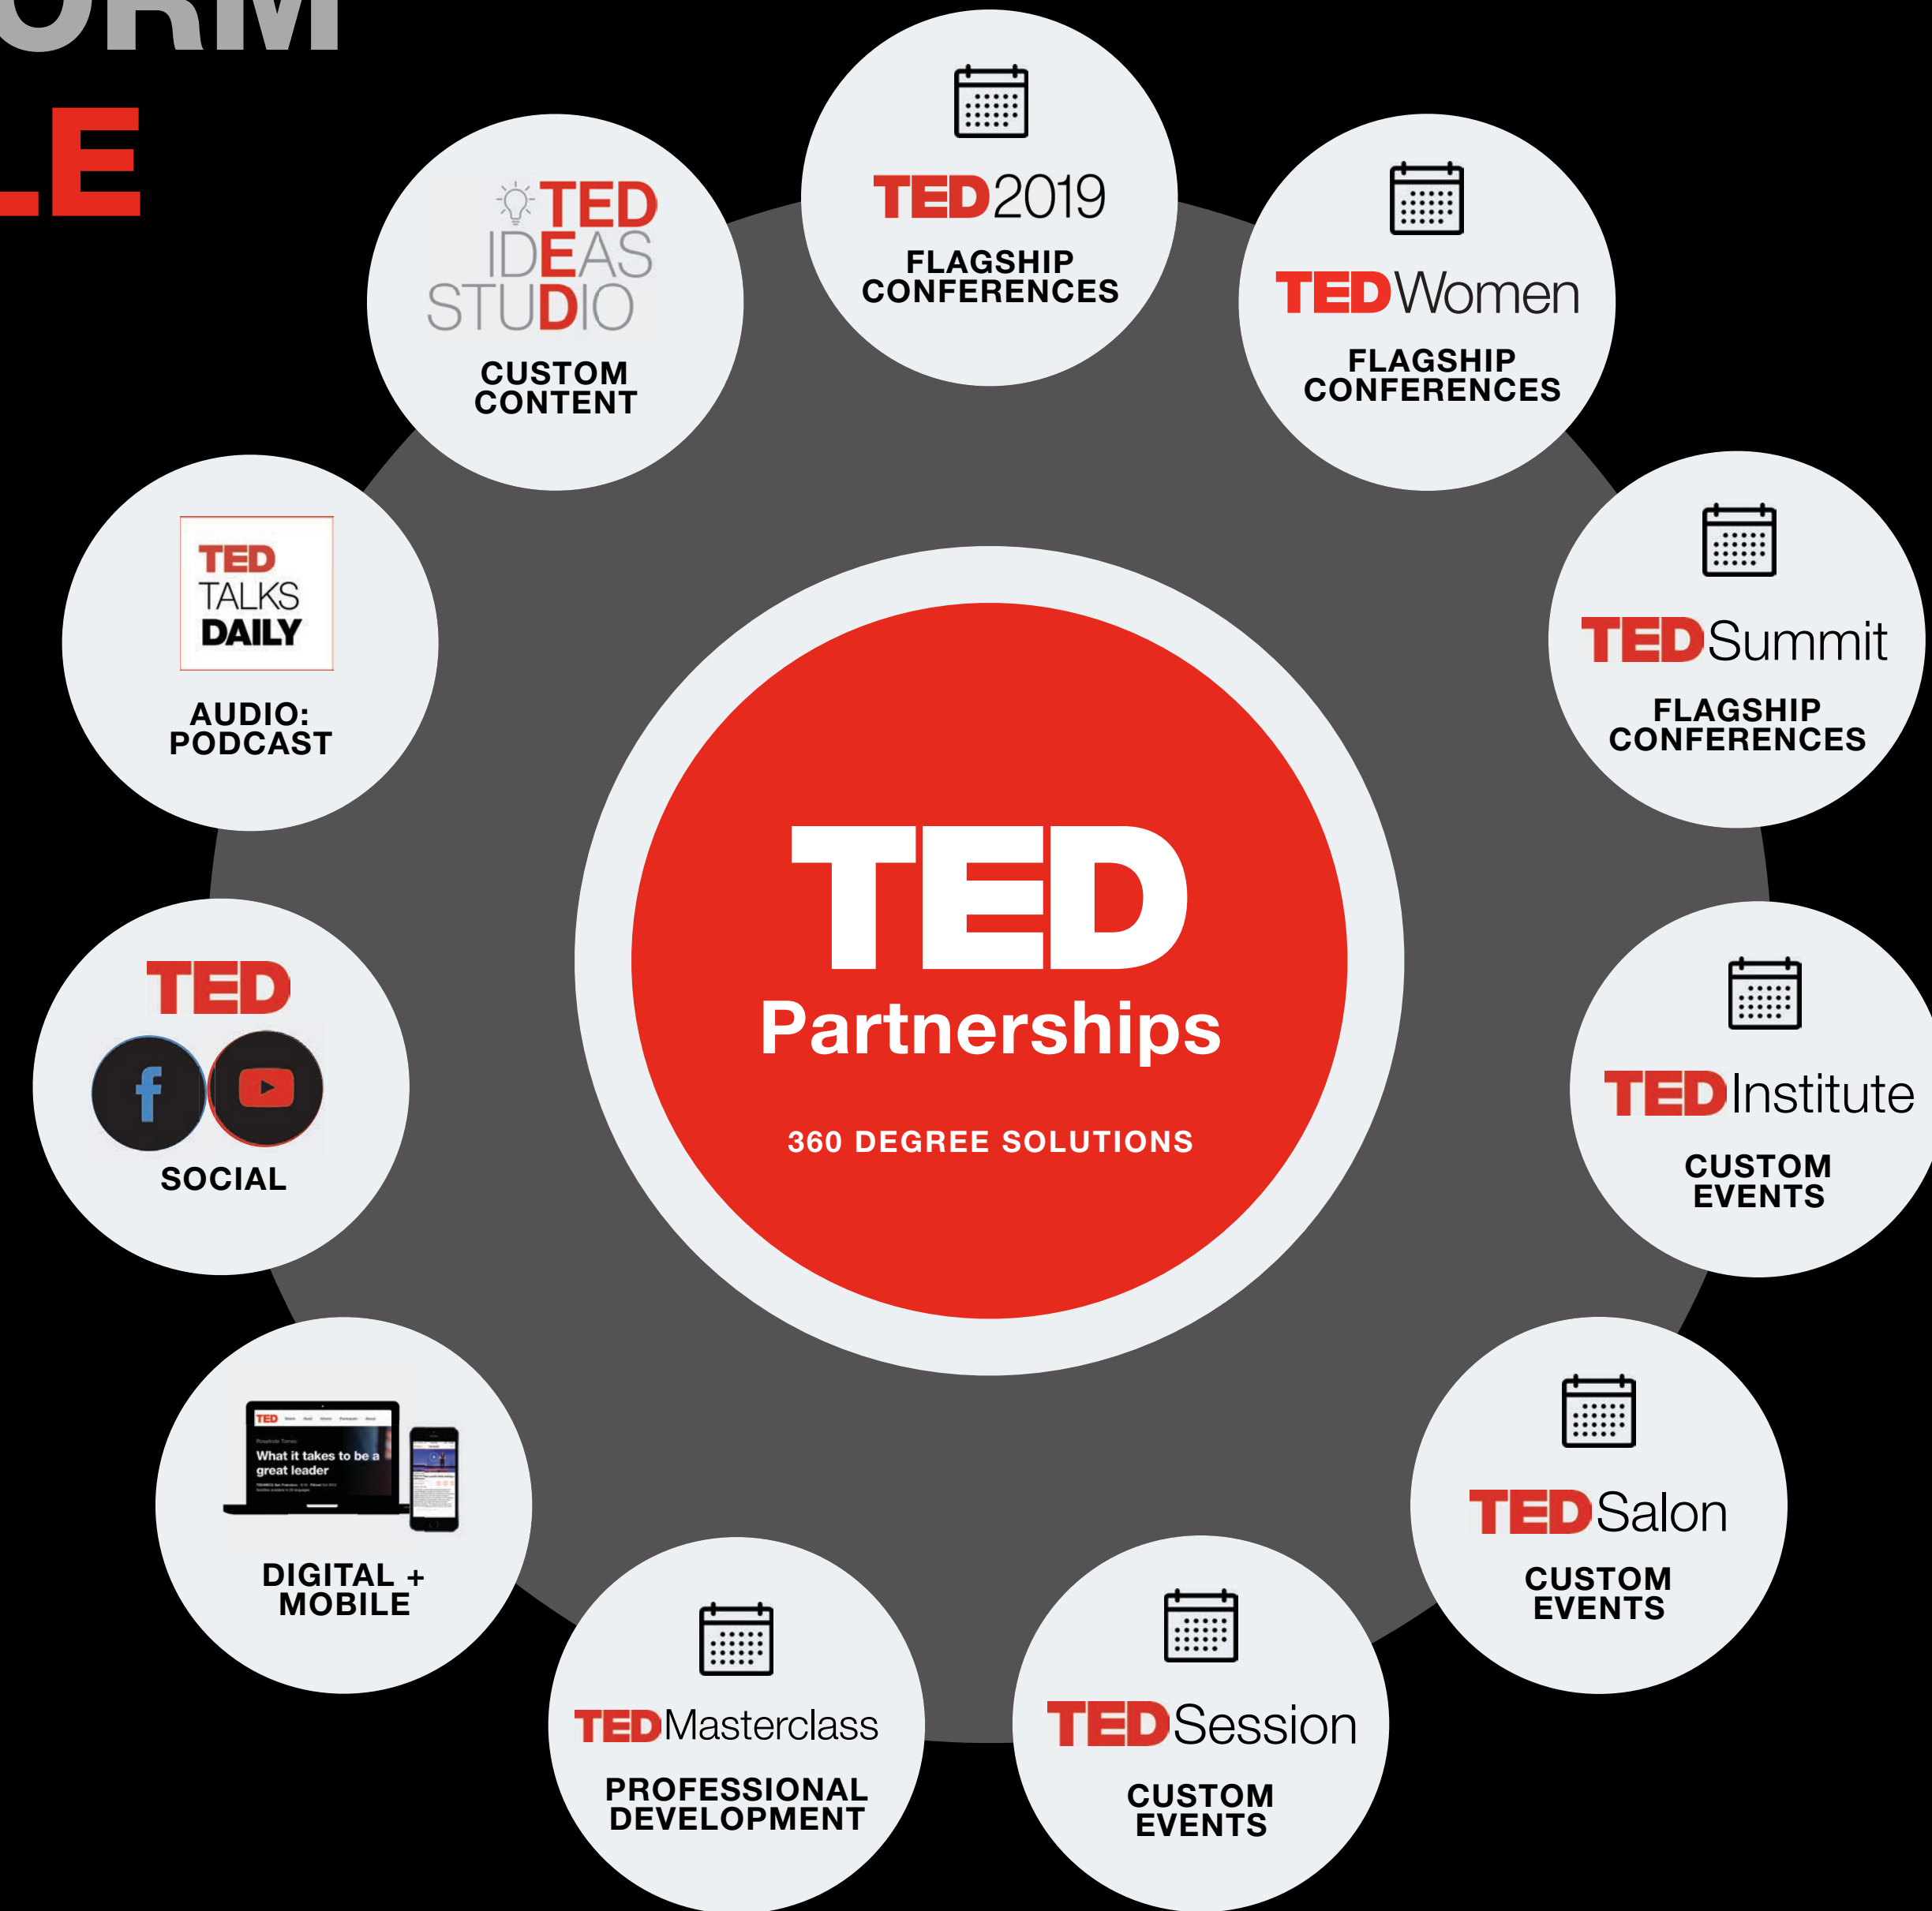 ORM
LE
TED2019
FLAGSHIP
CONFERENCES
TEDWomen
FLAGSHIP
CONFERENCES
TEDSummit
FLAGSHIP
CONFERENCES
TEDInstitute
CUSTOM
EVENTS
TEDSalon
CUSTOM
EVENTS
TEDSession
CUSTOM
EVENTS
TEDMasterclass
PROFESSIONAL
DEVELOPMENT
TED
What it takes to be a
great leader
DIGITAL +
MOBILE
TED
SOCIAL
TED
TALKS
DAILY
AUDIO:
PODCAST
TED
IDEAS
STUDIO
CUSTOM
CONTENT
TED
Partnerships
360 DEGREE SOLUTIONS